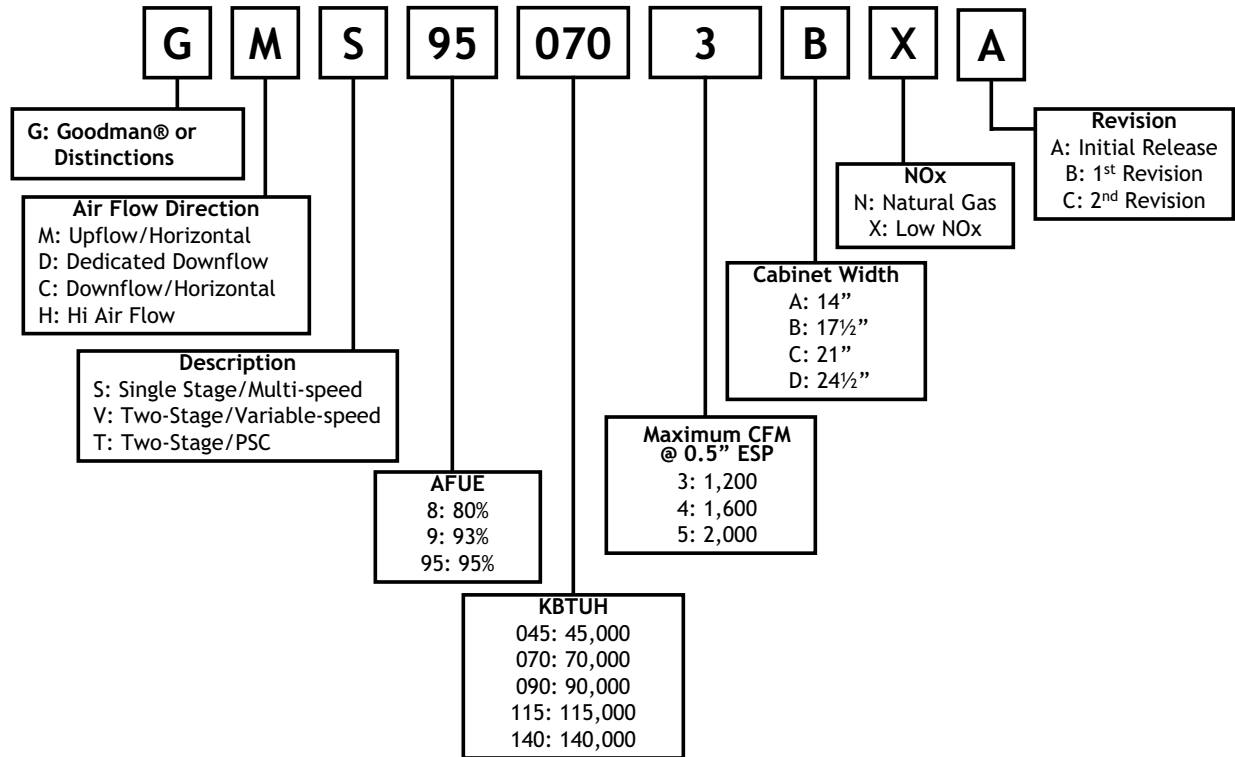 G M S 95 070 3 B X A
G: Goodman® or
Distinctions
Air Flow Direction
M: Upflow/Horizontal
D: Dedicated Downflow
C: Downflow/Horizontal
H: Hi Air Flow
Description
S: Single Stage/Multi-speed
V: Two-Stage/Variable-speed
T: Two-Stage/PSC
AFUE
8: 80%
9: 93%
95: 95%
KBTUH
045: 45,000
070: 70,000
090: 90,000
115: 115,000
140: 140,000
Maximum CFM
@ 0.5” ESP
3: 1,200
4: 1,600
5: 2,000
Cabinet Width
A: 14”
B: 17½”
C: 21”
D: 24½”
NOx
N: Natural Gas
X: Low NOx
Revision
A: Initial Release
B: 1st Revision
C: 2nd Revision